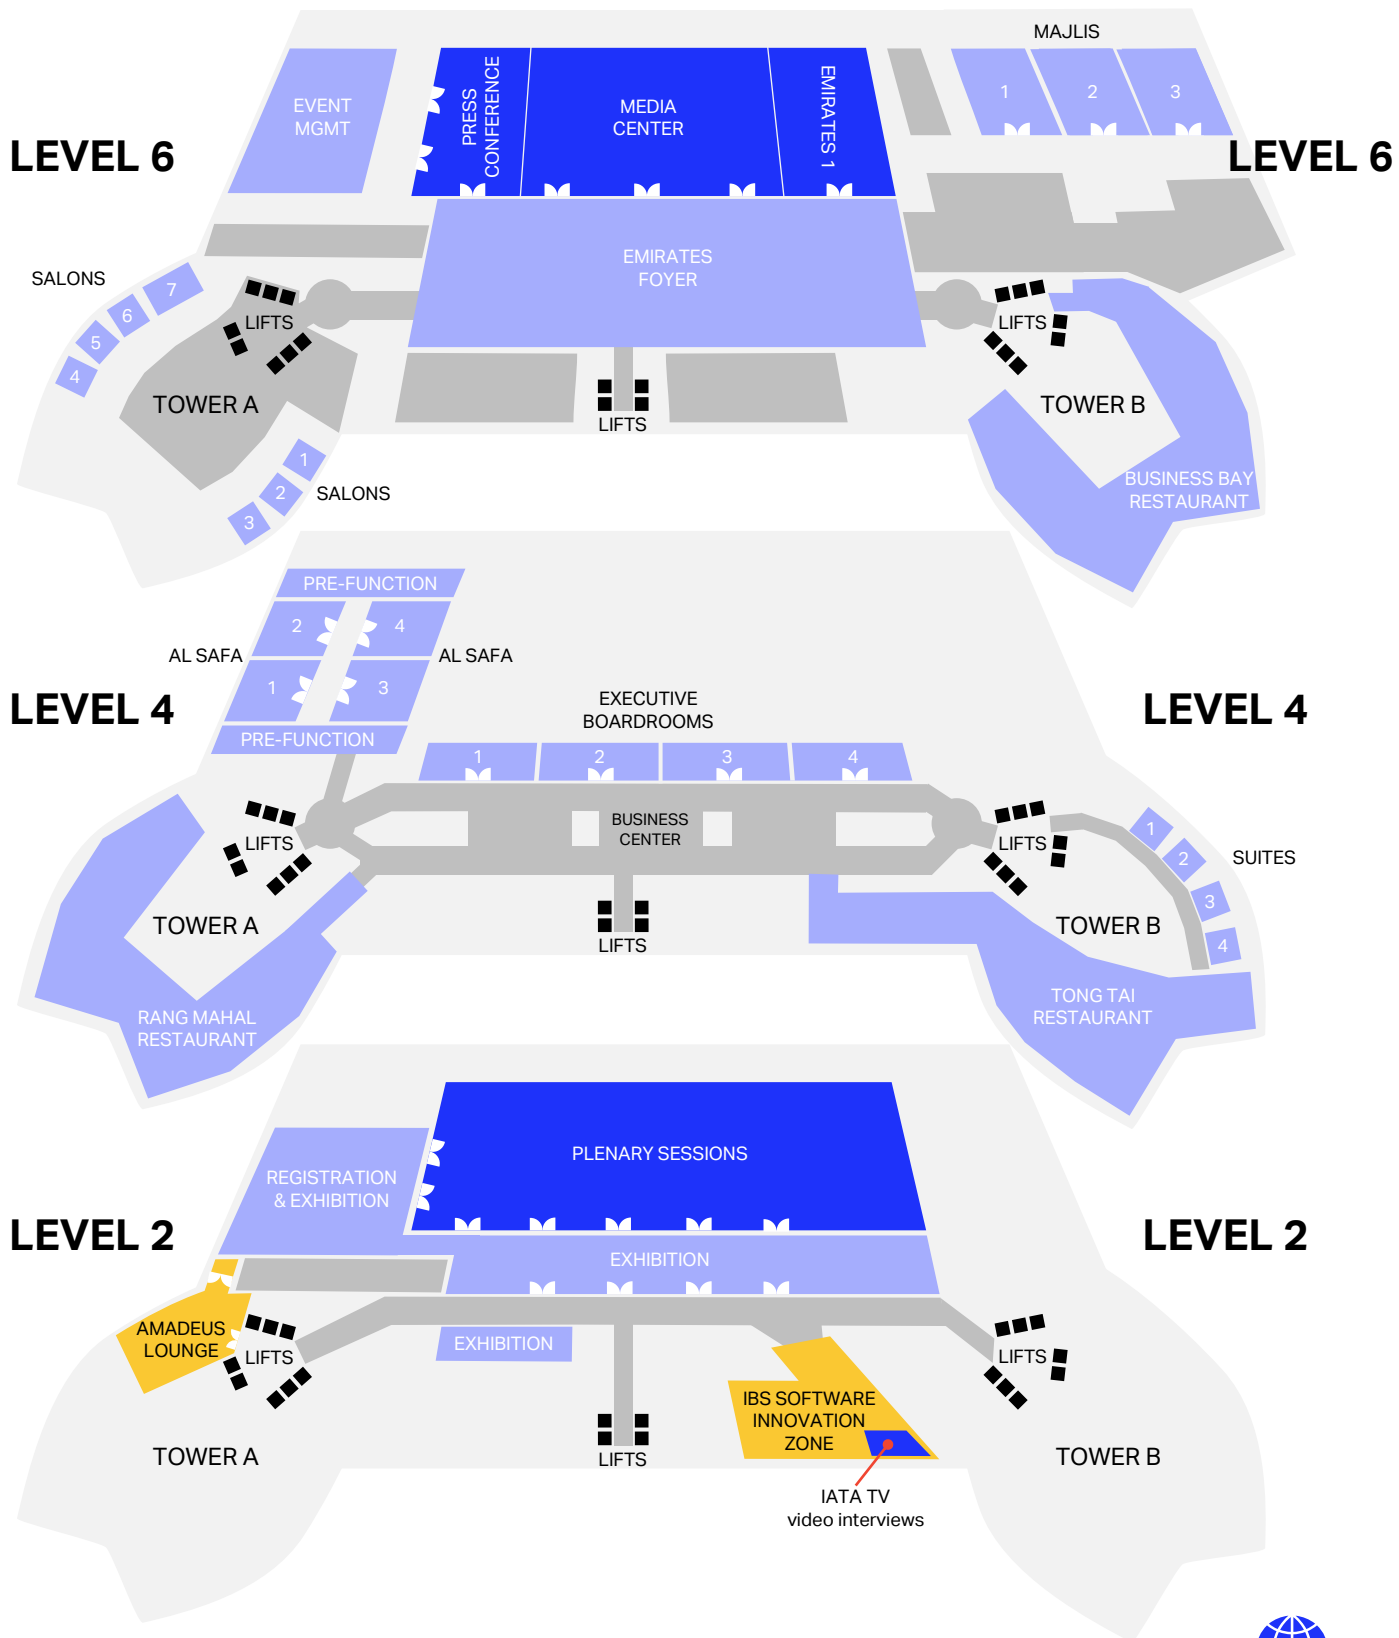 MAJLIS
EVENT
MGMT
PRESS
CONFERENCE
MEDIA
CENTER
EMIRATES 1
1
2
3
LEVEL 6
LEVEL 6
EMIRATES
FOYER
SALONS
7
6
5
4
LIFTS
LIFTS
TOWER A
TOWER B
LIFTS
1
2
3
SALONS
BUSINESS BAY
RESTAURANT
PRE-FUNCTION
2
4
AL SAFA
AL SAFA
1
3
PRE-FUNCTION
LEVEL 4
LEVEL 4
EXECUTIVE
BOARDROOMS
1
2
3
4
BUSINESS
CENTER
LIFTS
LIFTS
1
2
3
4
SUITES
TOWER A
TOWER B
LIFTS
RANG MAHAL
RESTAURANT
TONG TAI
RESTAURANT
PLENARY SESSIONS
REGISTRATION
& EXHIBITION
LEVEL 2
LEVEL 2
EXHIBITION
AMADEUS
LOUNGE
LIFTS
EXHIBITION
LIFTS
IBS SOFTWARE
INNOVATION
ZONE
TOWER A
TOWER B
LIFTS
IATA TV
video interviews